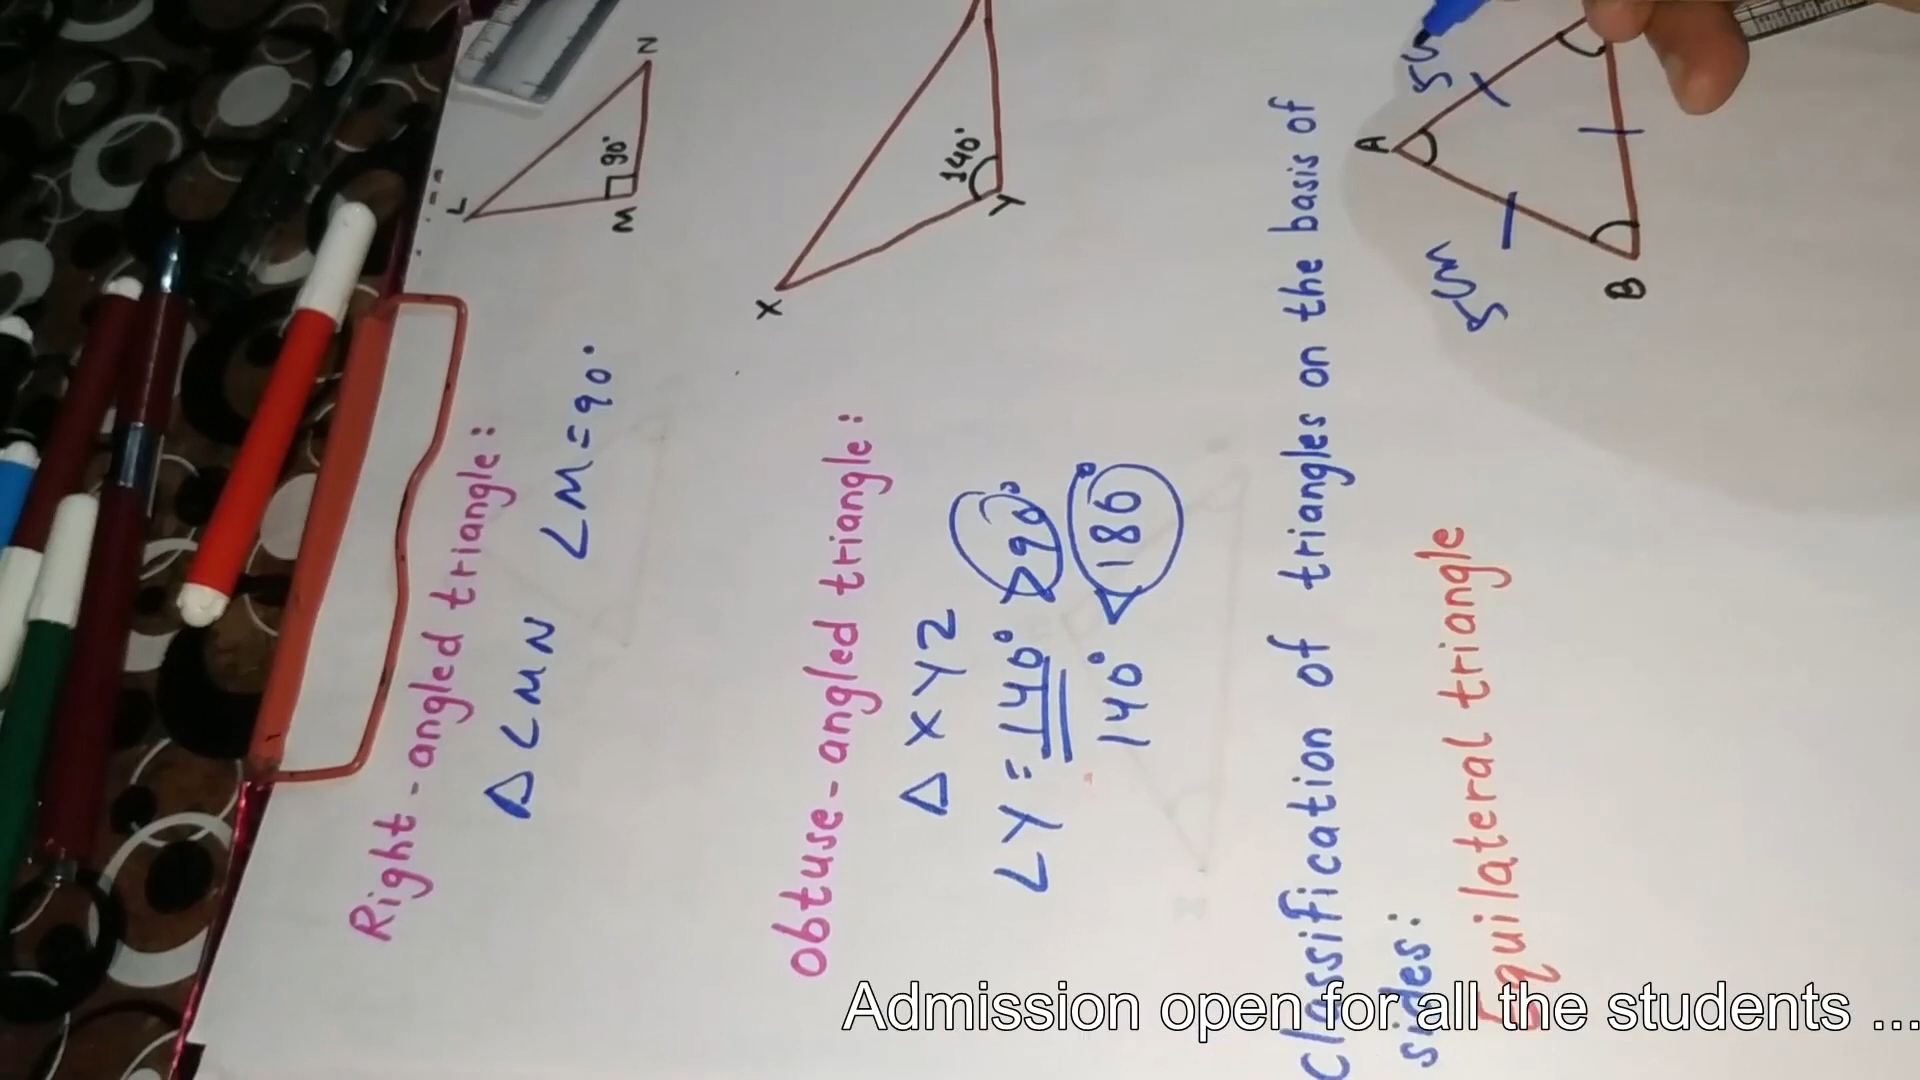 Right-angled triangle:
Δ LMN ∠M=90°
L
M
N
90°
Obtuse-angled triangle:
Δ XYZ
∠Y = 140° > 90°
140° < 180°
X
Y
140°
Classification of triangles on the basis of
sides:
Equilateral triangle
A
B
5cm
Admission open for all the students ...